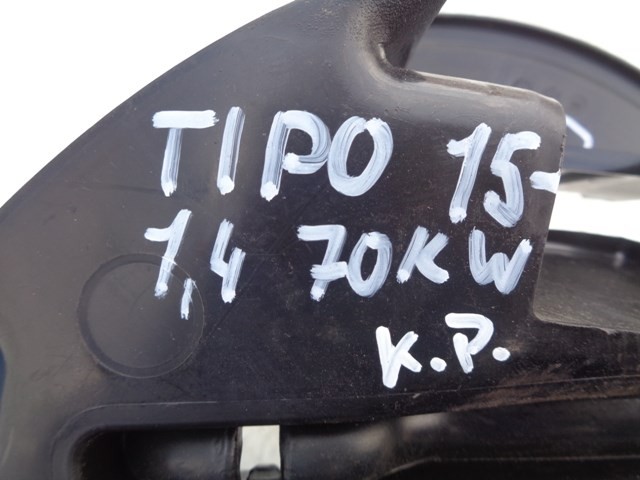 TIPO 15-
1,4 70KW
K.P.